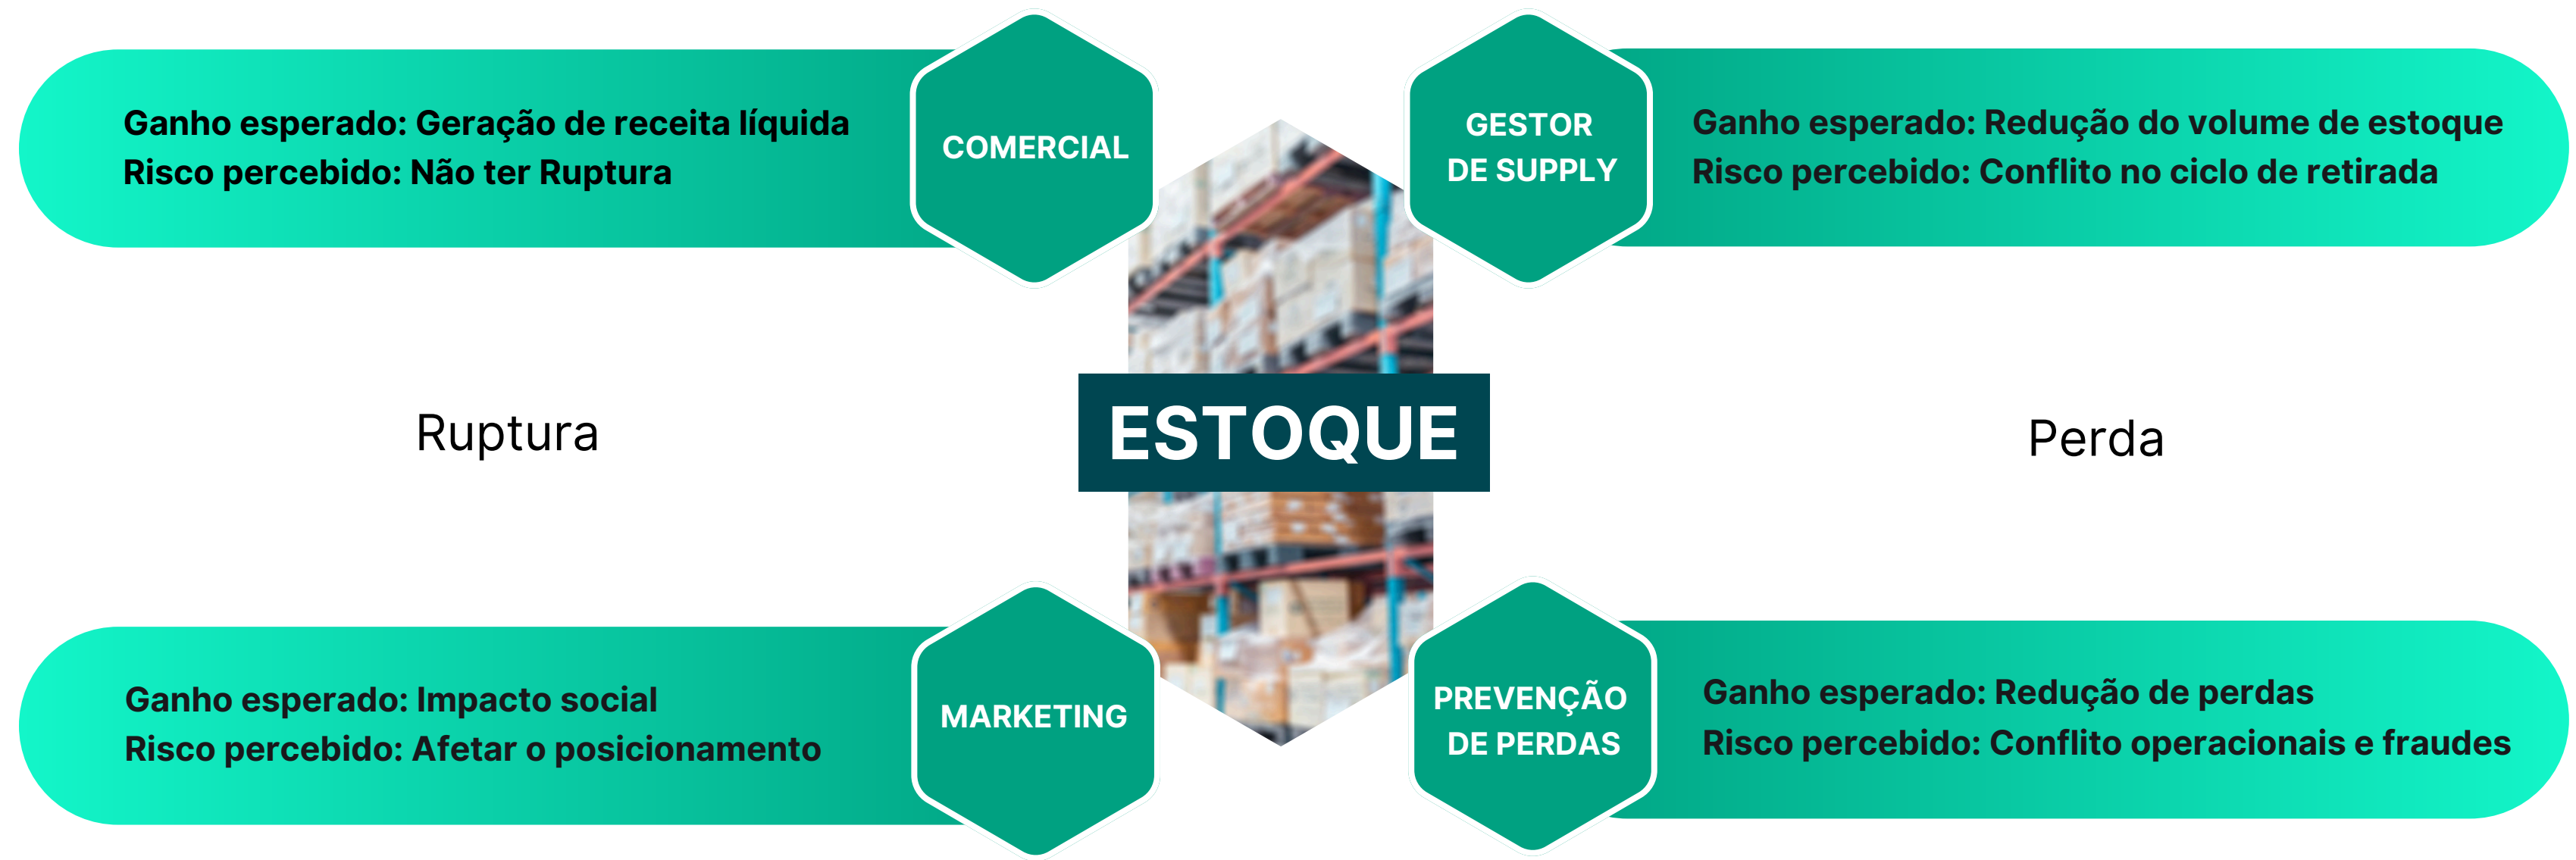 Ganho esperado: Geração de receita líquida
Risco percebido: Não ter Ruptura
COMERCIAL
GESTOR
DE SUPPLY
Ganho esperado: Redução do volume de estoque
Risco percebido: Conflito no ciclo de retirada
Ruptura
ESTOQUE
Perda
Ganho esperado: Impacto social
Risco percebido: Afetar o posicionamento
MARKETING
PREVENÇÃO
DE PERDAS
Ganho esperado: Redução de perdas
Risco percebido: Conflito operacionais e fraudes